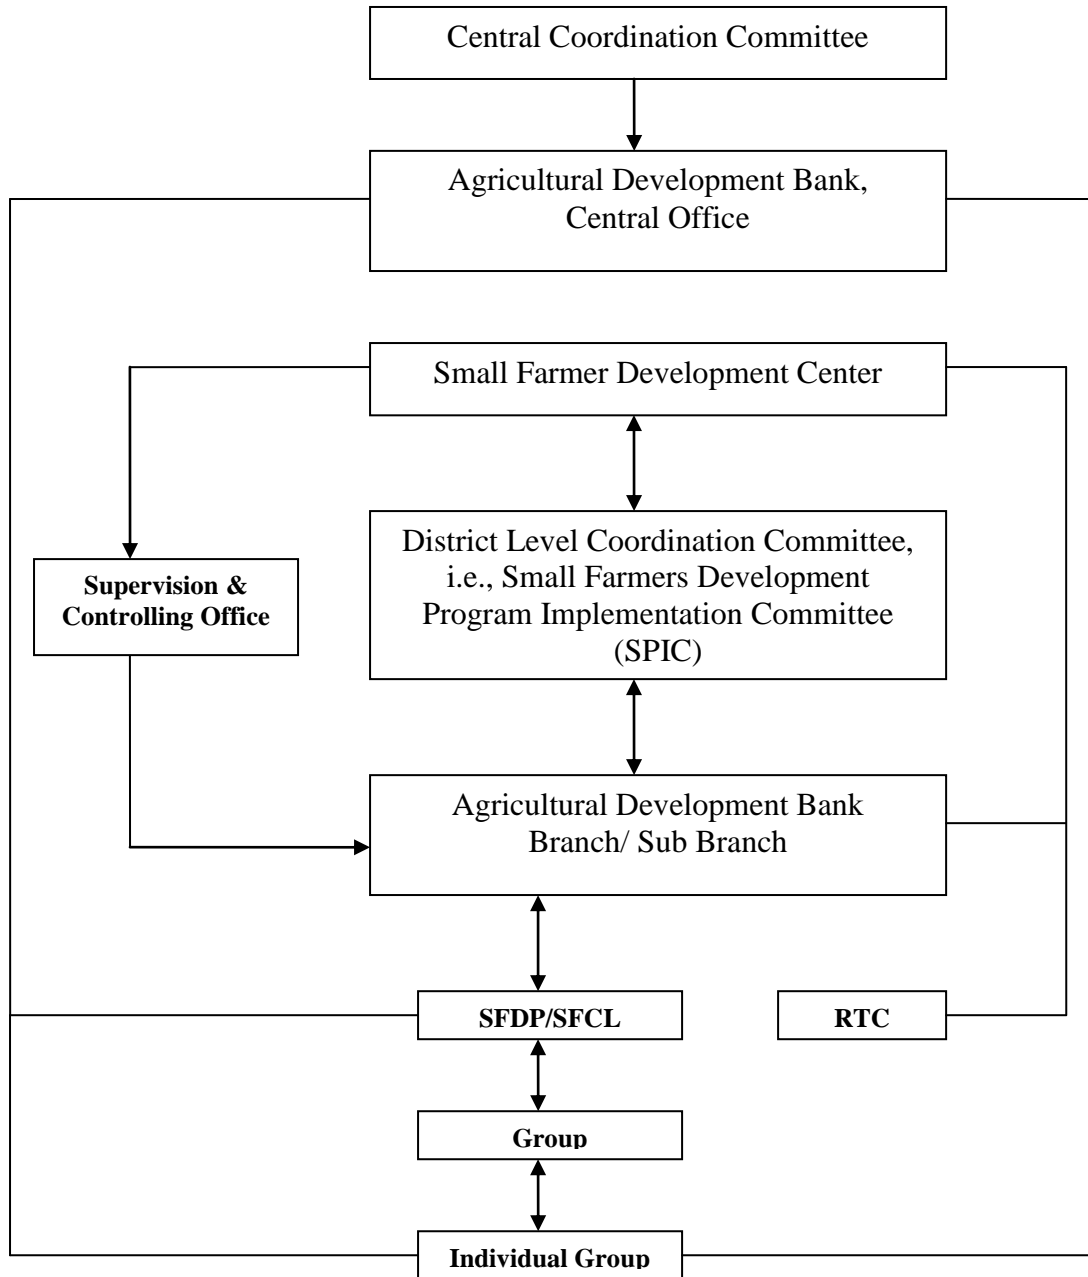 Central Coordination Committee
Agricultural Development Bank,
Central Office
Small Farmer Development Center
Supervision &
Controlling Office
District Level Coordination Committee,
i.e., Small Farmers Development
Program Implementation Committee
(SPIC)
Agricultural Development Bank
Branch/ Sub Branch
SFDP/SFCL
RTC
Group
Individual Group